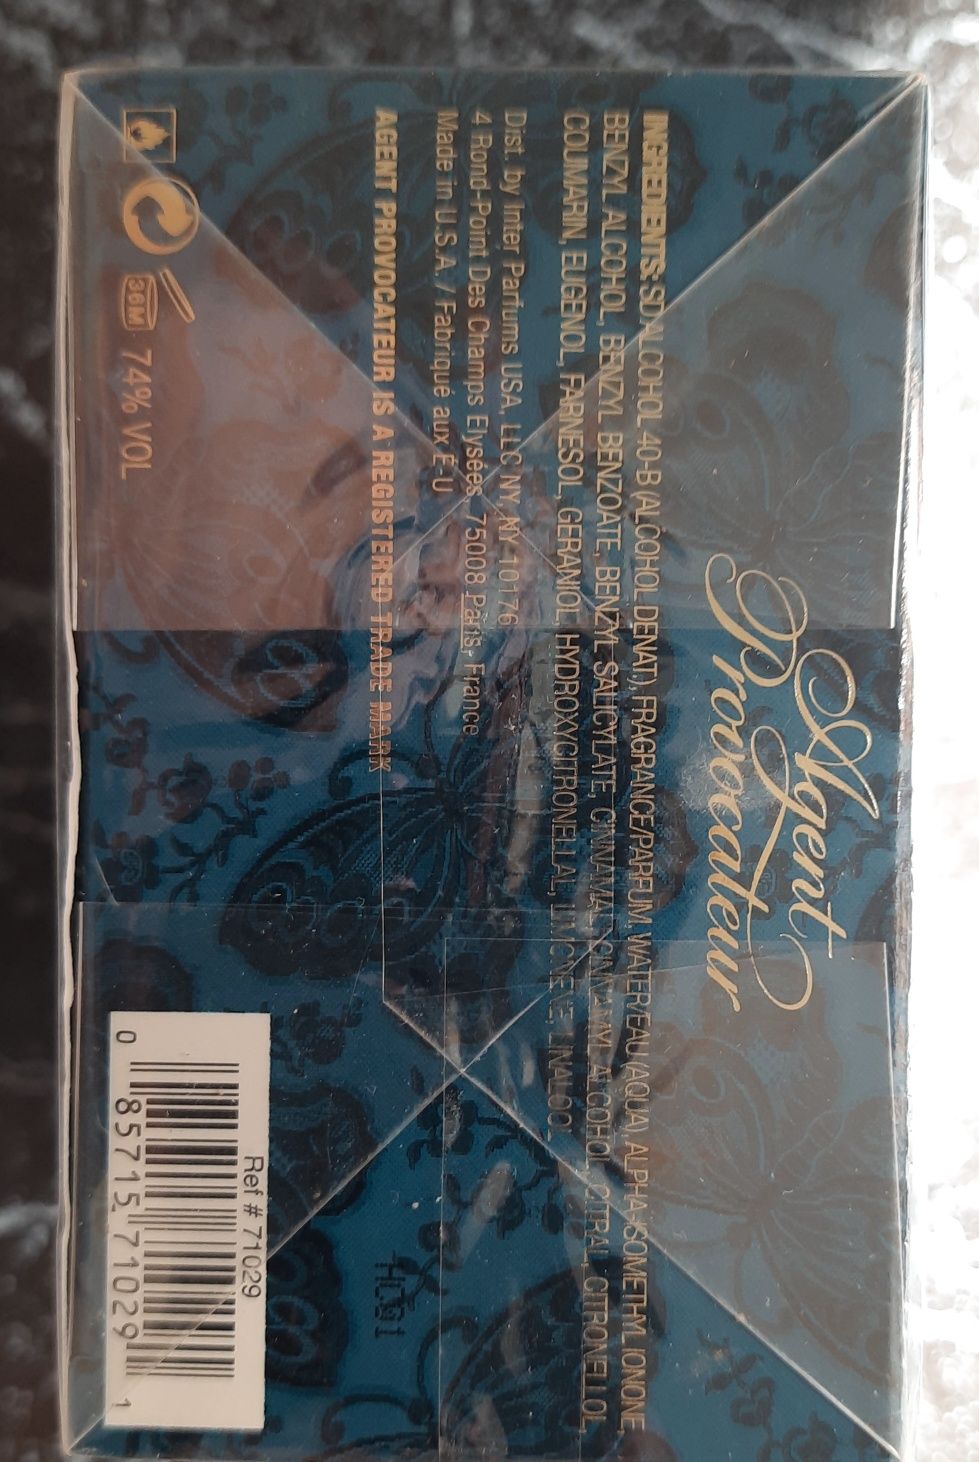 Agent
Provocateur
INGREDIENTS: SD ALCOHOL 40-B (ALCOHOL DENAT.), FRAGRANCE/PARFUM, WATER/EAU (AQUA), ALPHA-ISOMETHYL IONONE,
BENZYL ALCOHOL, BENZYL BENZOATE, BENZYL SALICYLATE, CINNAMAL, CINNAMYL ALCOHOL, CITRAL, CITRONELLOL,
COUMARIN, EUGENOL, FARNESOL, GERANIOL, HYDROXYCITRONELLAL, LIMONENE, LINALOOL
Dist. by Inter Parfums USA, LLC NY, NY 10176
4 Rond-Point Des Champs Elysées, 75008 Paris, France
Made in U.S.A. / Fabriqué aux E-U
AGENT PROVOCATEUR IS A REGISTERED TRADE MARK
36M 74% VOL
Ref # 71029
0 85715 71029 1